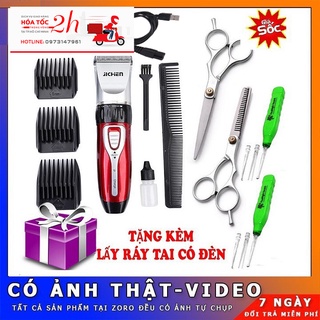 HỎA TỐC 2h
HOTLINE: 0973147981
Giá
SỐC
JICHEN
TẶNG KÈM
LẤY RÁY TAI CÓ ĐÈN
CÓ ẢNH THẬT-VIDEO
TẤT CẢ SẢN PHẨM TẠI ZORO ĐỀU CÓ ẢNH TỰ CHỤP
7 NGÀY
ĐỔI TRẢ MIỄN PHÍ